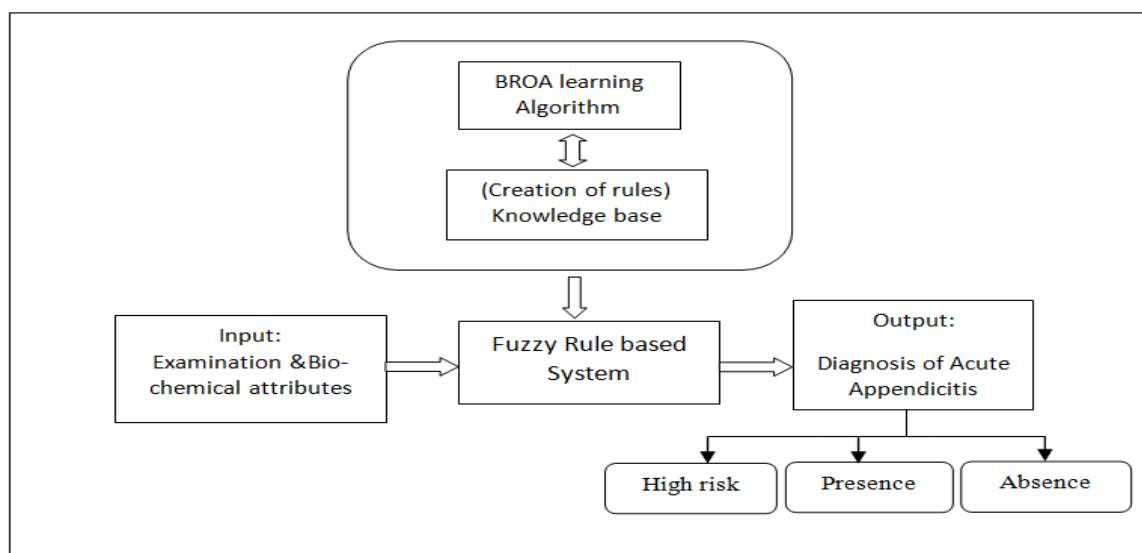 BROA learning
Algorithm
(Creation of rules)
Knowledge base
Input:
Examination &Bio-
chemical attributes
Fuzzy Rule based
System
Output:
Diagnosis of Acute
Appendicitis
High risk
Presence
Absence